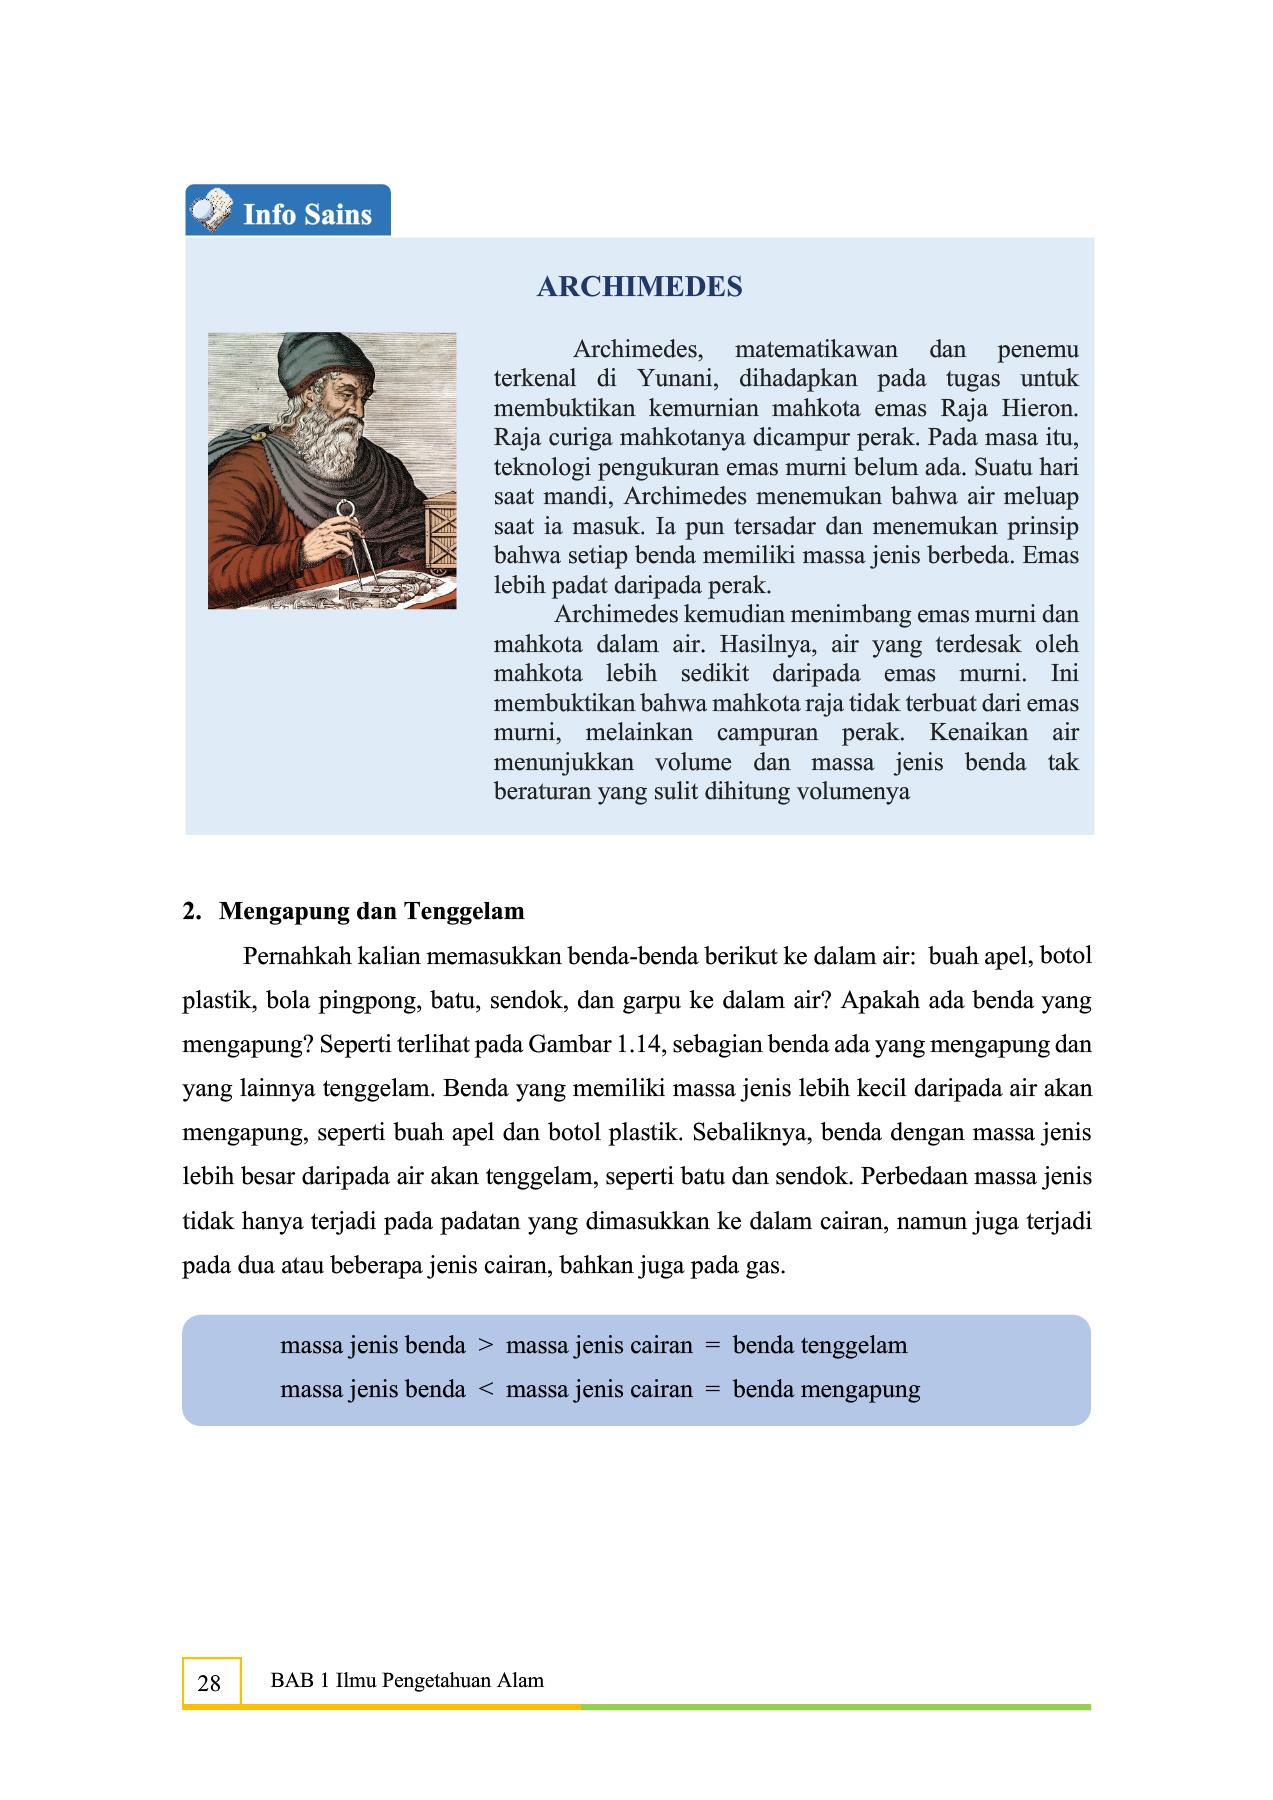 Info Sains
ARCHIMEDES
Archimedes, matematikawan dan penemu
terkenal di Yunani, dihadapkan pada tugas untuk
membuktikan kemurnian mahkota emas Raja Hieron.
Raja curiga mahkotanya dicampur perak. Pada masa itu,
teknologi pengukuran emas murni belum ada. Suatu hari
saat mandi, Archimedes menemukan bahwa air meluap
saat ia masuk. Ia pun tersadar dan menemukan prinsip
bahwa setiap benda memiliki massa jenis berbeda. Emas
lebih padat daripada perak.
Archimedes kemudian menimbang emas murni dan
mahkota dalam air. Hasilnya, air yang terdesak oleh
mahkota lebih sedikit daripada emas murni. Ini
membuktikan bahwa mahkota raja tidak terbuat dari emas
murni, melainkan campuran perak. Kenaikan air
menunjukkan volume dan massa jenis benda tak
beraturan yang sulit dihitung volumenya
2. Mengapung dan Tenggelam
Pernahkah kalian memasukkan benda-benda berikut ke dalam air: buah apel, botol
plastik, bola pingpong, batu, sendok, dan garpu ke dalam air? Apakah ada benda yang
mengapung? Seperti terlihat pada Gambar 1.14, sebagian benda ada yang mengapung dan
yang lainnya tenggelam. Benda yang memiliki massa jenis lebih kecil daripada air akan
mengapung, seperti buah apel dan botol plastik. Sebaliknya, benda dengan massa jenis
lebih besar daripada air akan tenggelam, seperti batu dan sendok. Perbedaan massa jenis
tidak hanya terjadi pada padatan yang dimasukkan ke dalam cairan, namun juga terjadi
pada dua atau beberapa jenis cairan, bahkan juga pada gas.
massa jenis benda > massa jenis cairan = benda tenggelam
massa jenis benda < massa jenis cairan = benda mengapung
28 BAB 1 Ilmu Pengetahuan Alam